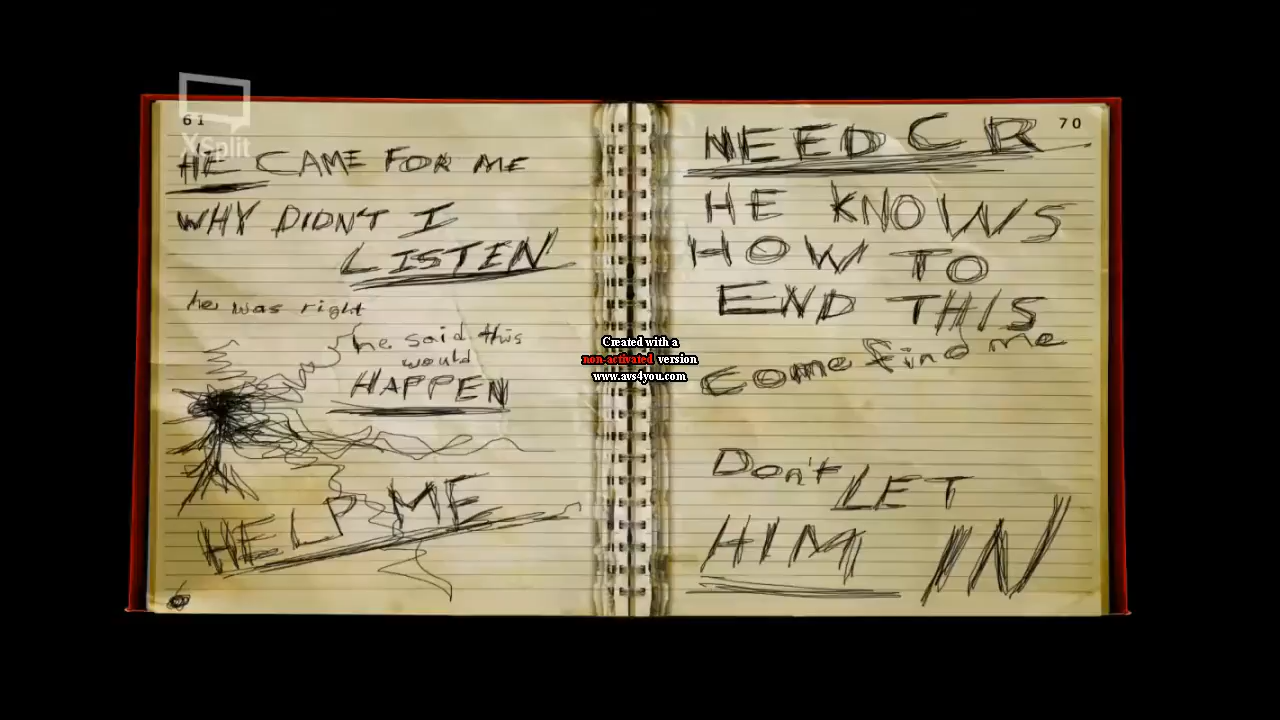 61
XSplit
HE CAME FOR ME
WHY DIDN'T I
LISTEN
he was right
he said this
would
HAPPEN
HELP ME
Created with a
non-activated version
www.avs4you.com
70
NEED CR
HE KNOWS
HOW TO
END THIS
come find me
Don't LET
HIM IN